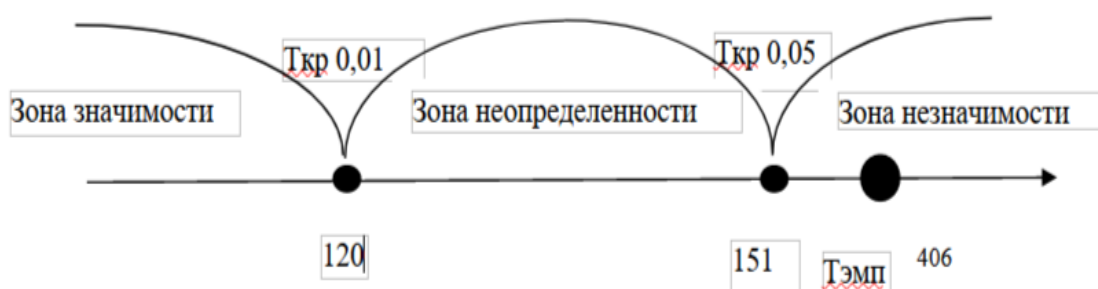 Ткр 0,01
Ткр 0,05
Зона значимости
Зона неопределенности
Зона незначимости
120
151
Тэмп
406